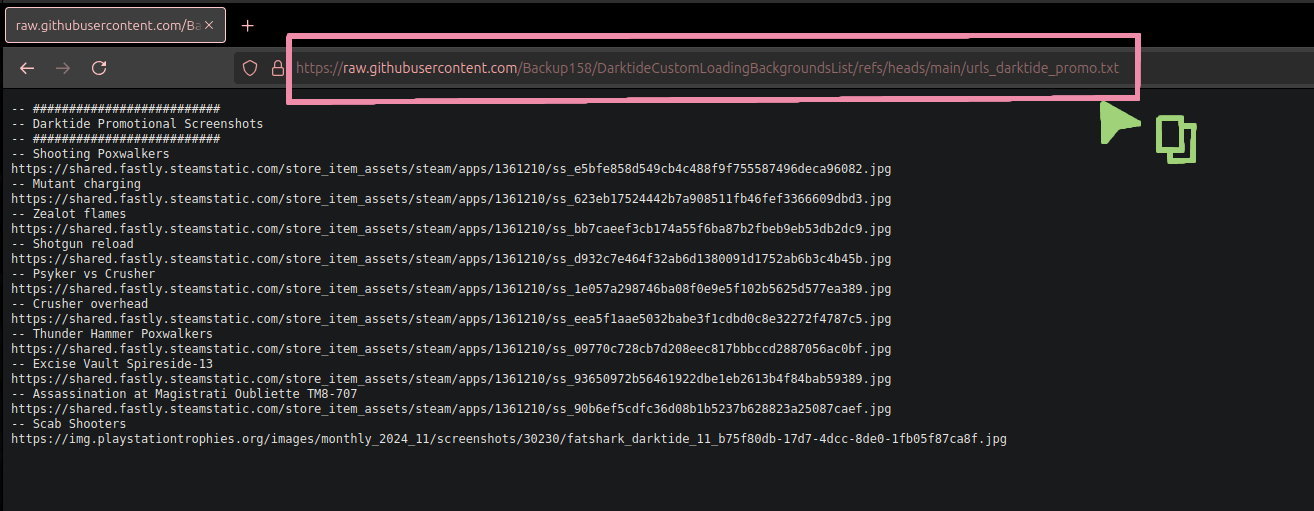 raw.githubusercontent.com/Ba
https://raw.githubusercontent.com/Backup158/DarktideCustomLoadingBackgroundsList/refs/heads/main/urls_darktide_promo.txt
-- ##########################
-- Darktide Promotional Screenshots
-- ##########################
-- Shooting Poxwalkers
https://shared.fastly.steamstatic.com/store_item_assets/steam/apps/1361210/ss_e5bfe858d549cb4c488f9f755587496deca96082.jpg
-- Mutant charging
https://shared.fastly.steamstatic.com/store_item_assets/steam/apps/1361210/ss_623eb17524442b7a908511fb46fef3366609dbd3.jpg
-- Zealot flames
https://shared.fastly.steamstatic.com/store_item_assets/steam/apps/1361210/ss_bb7caeef3cb174a55f6ba87b2fbeb9eb53db2dc9.jpg
-- Shotgun reload
https://shared.fastly.steamstatic.com/store_item_assets/steam/apps/1361210/ss_d932c7e464f32ab6d1380091d1752ab6b3c4b45b.jpg
-- Psyker vs Crusher
https://shared.fastly.steamstatic.com/store_item_assets/steam/apps/1361210/ss_1e057a298746ba08f0e9e5f102b5625d577ea389.jpg
-- Crusher overhead
https://shared.fastly.steamstatic.com/store_item_assets/steam/apps/1361210/ss_eea5f1aae5032babe3f1cdbd0c8e32272f4787c5.jpg
-- Thunder Hammer Poxwalkers
https://shared.fastly.steamstatic.com/store_item_assets/steam/apps/1361210/ss_09770c728cb7d208eec817bbbccd2887056ac0bf.jpg
-- Excise Vault Spireside-13
https://shared.fastly.steamstatic.com/store_item_assets/steam/apps/1361210/ss_93650972b56461922dbe1eb2613b4f84bab59389.jpg
-- Assassination at Magistrati Oubliette TM8-707
https://shared.fastly.steamstatic.com/store_item_assets/steam/apps/1361210/ss_90b6ef5cdfc36d08b1b5237b628823a25087caef.jpg
-- Scab Shooters
https://img.playstationtrophies.org/images/monthly_2024_11/screenshots/30230/fatshark_darktide_11_b75f80db-17d7-4dcc-8de0-1fb05f87ca8f.jpg